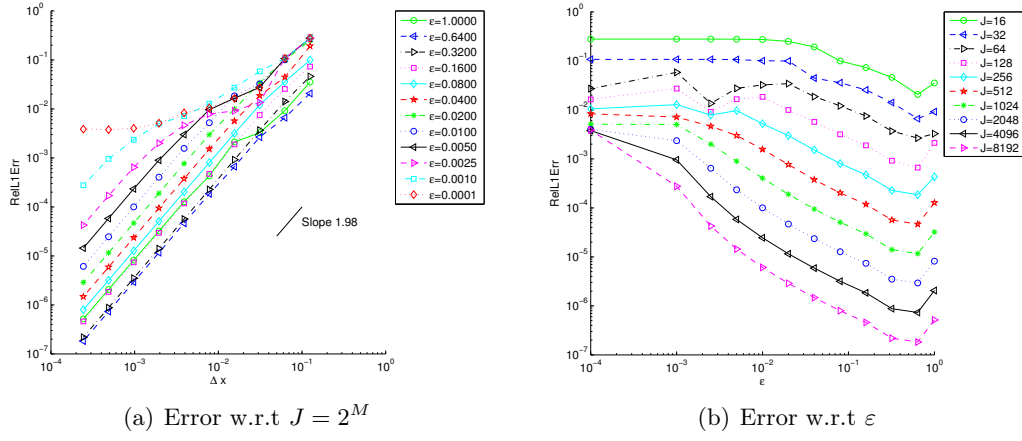 RelL1Err
10^0
10^-1
10^-2
10^-3
10^-4
10^-5
10^-6
10^-7
10^-4
10^-3
10^-2
10^-1
10^0
Δ x
Slope 1.98
ε=1.0000
ε=0.6400
ε=0.3200
ε=0.1600
ε=0.0800
ε=0.0400
ε=0.0200
ε=0.0100
ε=0.0050
ε=0.0025
ε=0.0010
ε=0.0001
(a) Error w.r.t J = 2^M
RelL1Err
10^1
10^0
10^-1
10^-2
10^-3
10^-4
10^-5
10^-6
10^-7
10^-4
10^-3
10^-2
10^-1
10^0
ε
J=16
J=32
J=64
J=128
J=256
J=512
J=1024
J=2048
J=4096
J=8192
(b) Error w.r.t ε